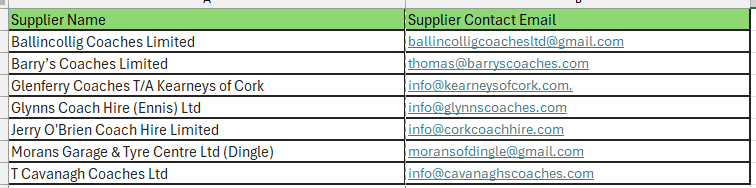 Supplier Name Supplier Contact Email
Ballincollig Coaches Limited ballincolligcoachesltd@gmail.com
Barry’s Coaches Limited thomas@barryscoaches.com
Glenferry Coaches T/A Kearneys of Cork info@kearneysofcork.com.
Glynns Coach Hire (Ennis) Ltd info@glynnscoaches.com
Jerry O'Brien Coach Hire Limited info@corkcoachhire.com
Morans Garage & Tyre Centre Ltd (Dingle) moransofdingle@gmail.com
T Cavanagh Coaches Ltd info@cavanaghscoaches.com